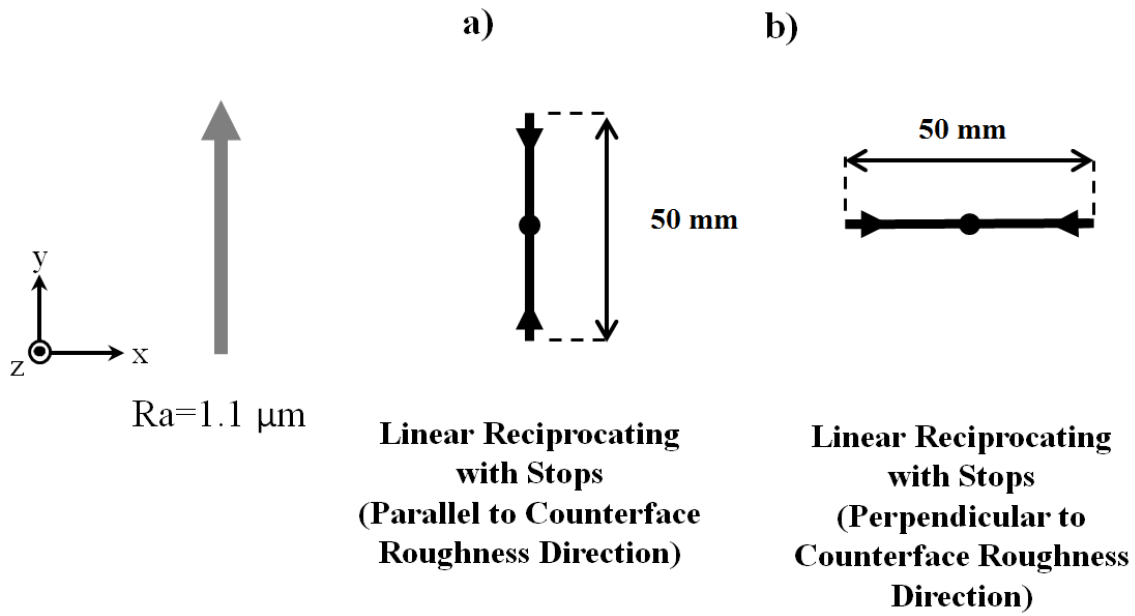 a)
b)
50 mm
50 mm
y
z
x
Ra=1.1 μm
Linear Reciprocating
with Stops
(Parallel to Counterface
Roughness Direction)
Linear Reciprocating
with Stops
(Perpendicular to
Counterface Roughness
Direction)